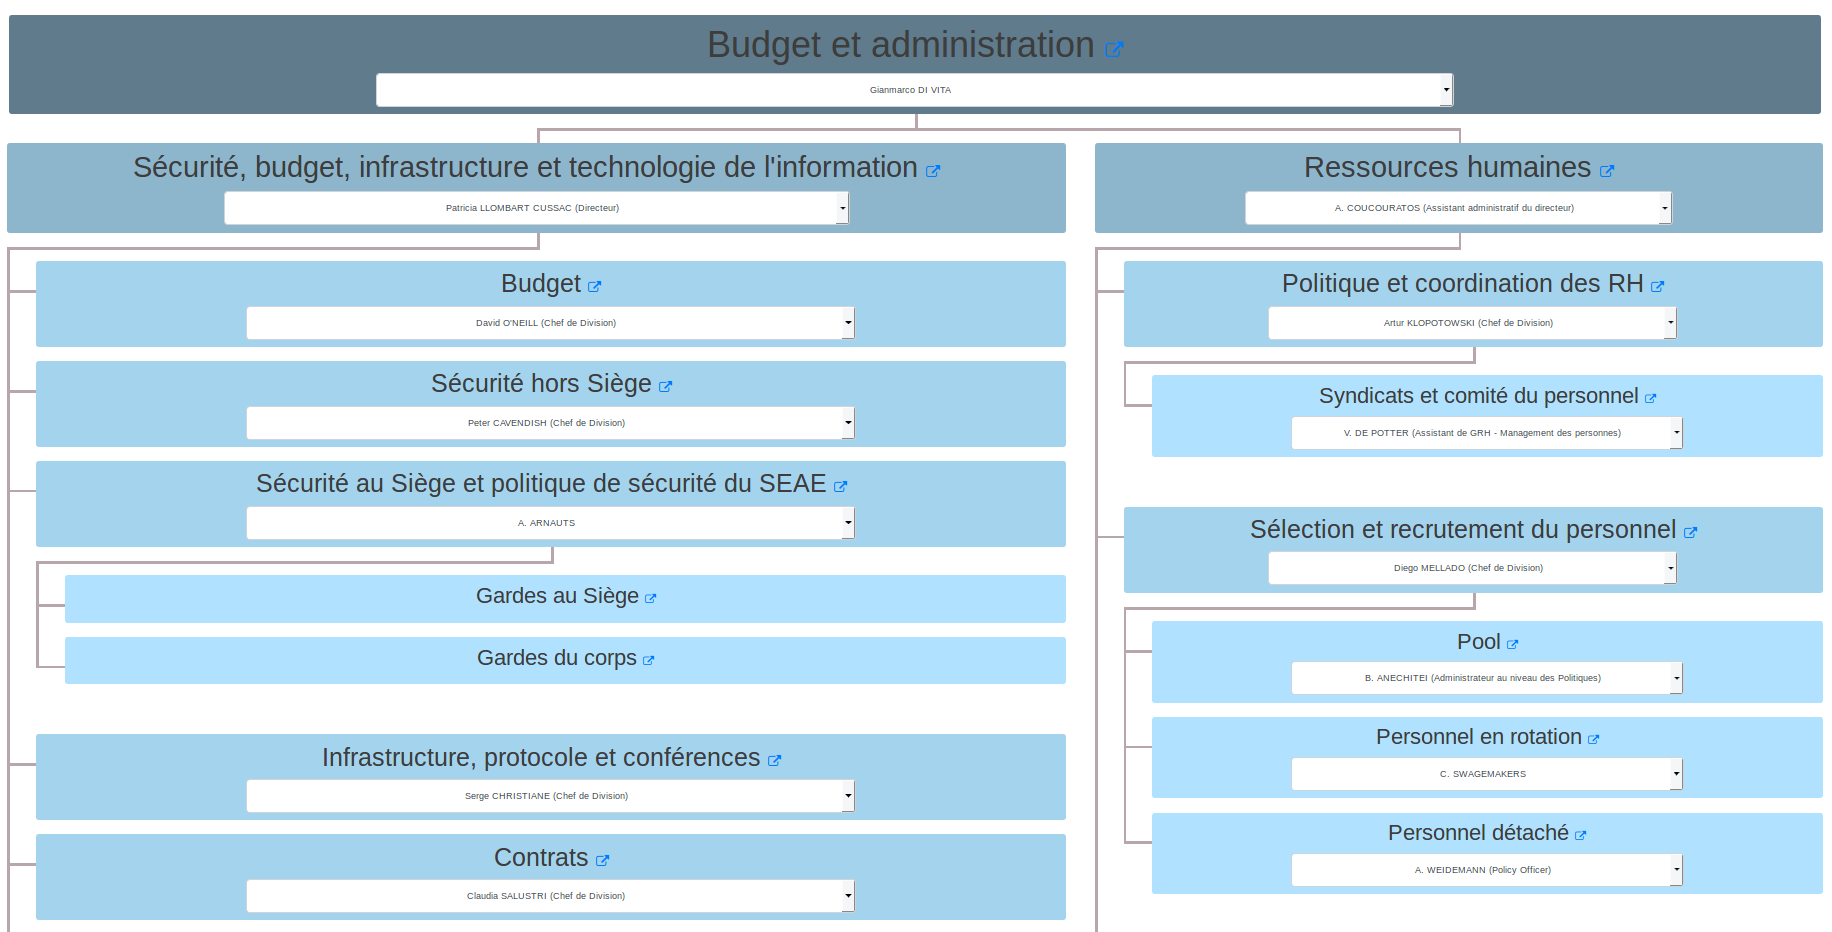 Budget et administration
Gianmarco DI VITA
Sécurité, budget, infrastructure et technologie de l'information
Patricia LLOMBART CUSSAC (Directeur)
Budget
David O'NEILL (Chef de Division)
Sécurité hors Siège
Peter CAVENDISH (Chef de Division)
Sécurité au Siège et politique de sécurité du SEAE
A. ARNAUTS
Gardes au Siège
Gardes du corps
Infrastructure, protocole et conférences
Serge CHRISTIANE (Chef de Division)
Contrats
Claudia SALUSTRI (Chef de Division)
Ressources humaines
A. COUCOURATOS (Assistant administratif du directeur)
Politique et coordination des RH
Artur KLOPOTOWSKI (Chef de Division)
Syndicats et comité du personnel
V. DE POTTER (Assistant de GRH - Management des personnes)
Sélection et recrutement du personnel
Diego MELLADO (Chef de Division)
Pool
B. ANECHITEI (Administrateur au niveau des Politiques)
Personnel en rotation
C. SWAGEMAKERS
Personnel détaché
A. WEIDEMANN (Policy Officer)